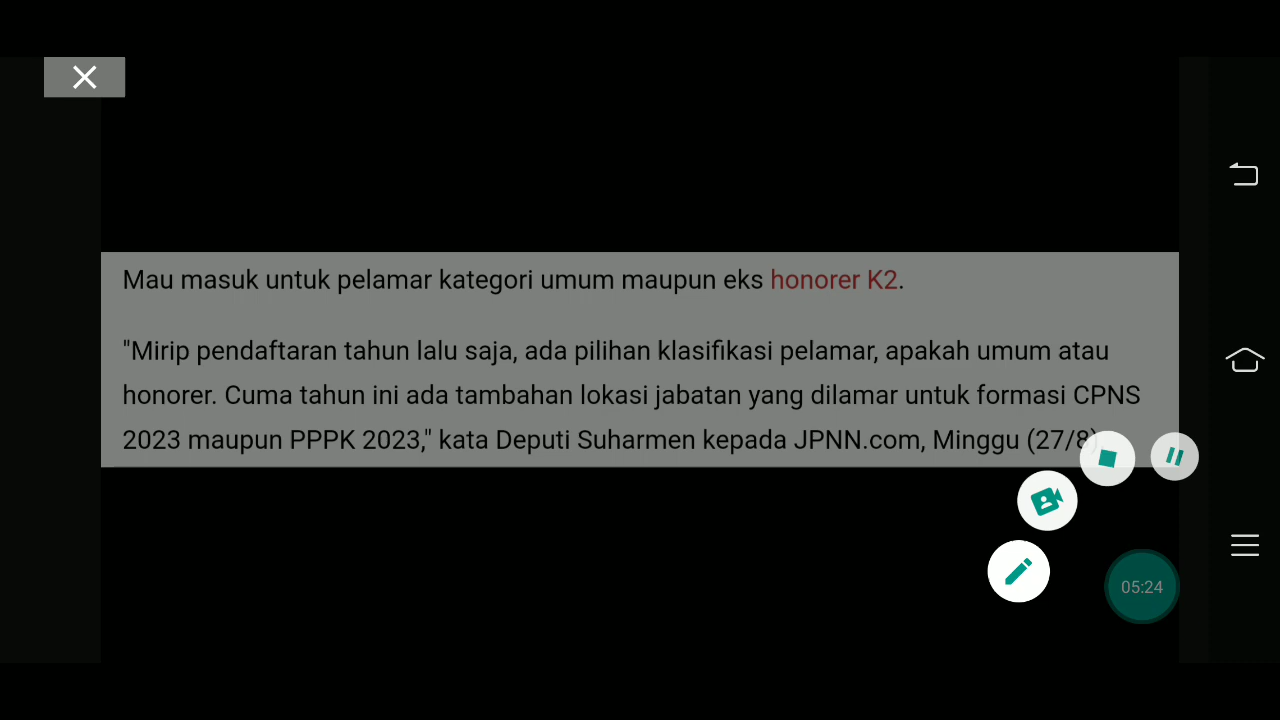 Mau masuk untuk pelamar kategori umum maupun eks honorer K2.
"Mirip pendaftaran tahun lalu saja, ada pilihan klasifikasi pelamar, apakah umum atau
honorer. Cuma tahun ini ada tambahan lokasi jabatan yang dilamar untuk formasi CPNS
2023 maupun PPPK 2023," kata Deputi Suharmen kepada JPNN.com, Minggu (27/8)
05:24